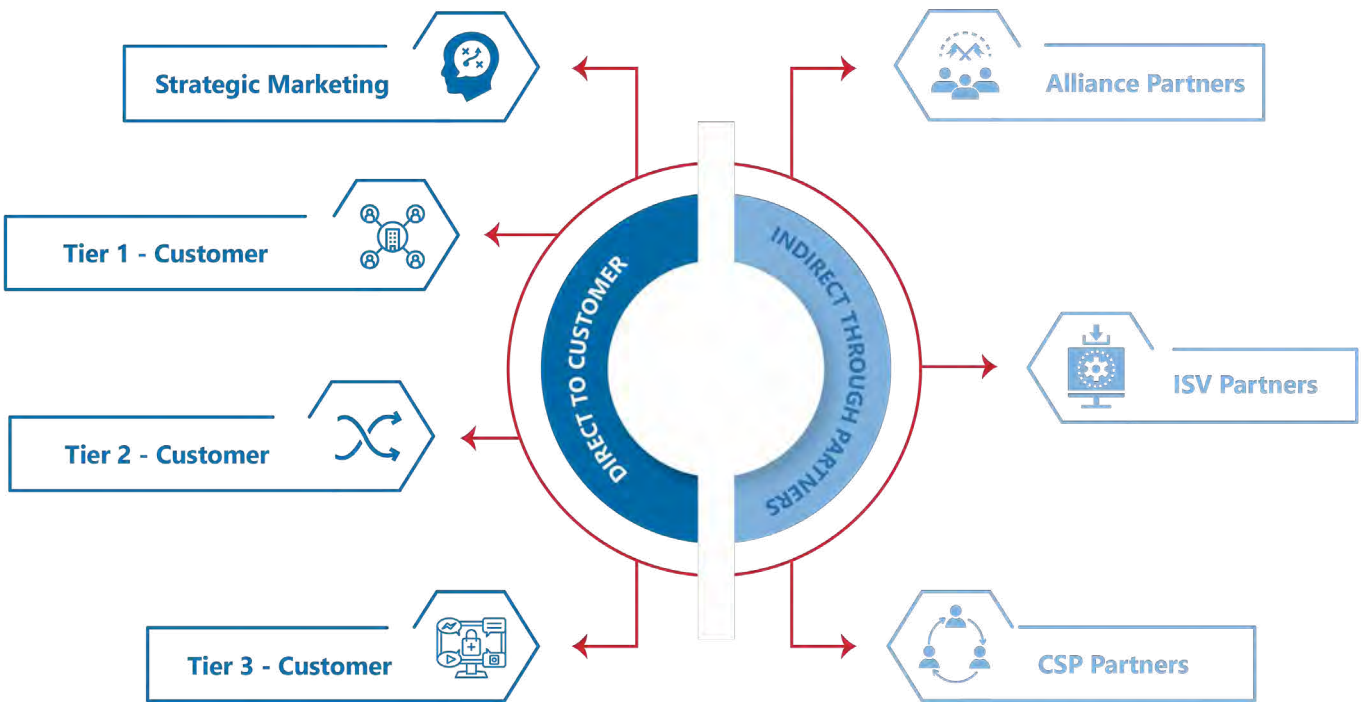 Strategic Marketing
Tier 1 - Customer
Tier 2 - Customer
Tier 3 - Customer
DIRECT TO CUSTOMER
INDIRECT THROUGH PARTNERS
Alliance Partners
ISV Partners
CSP Partners